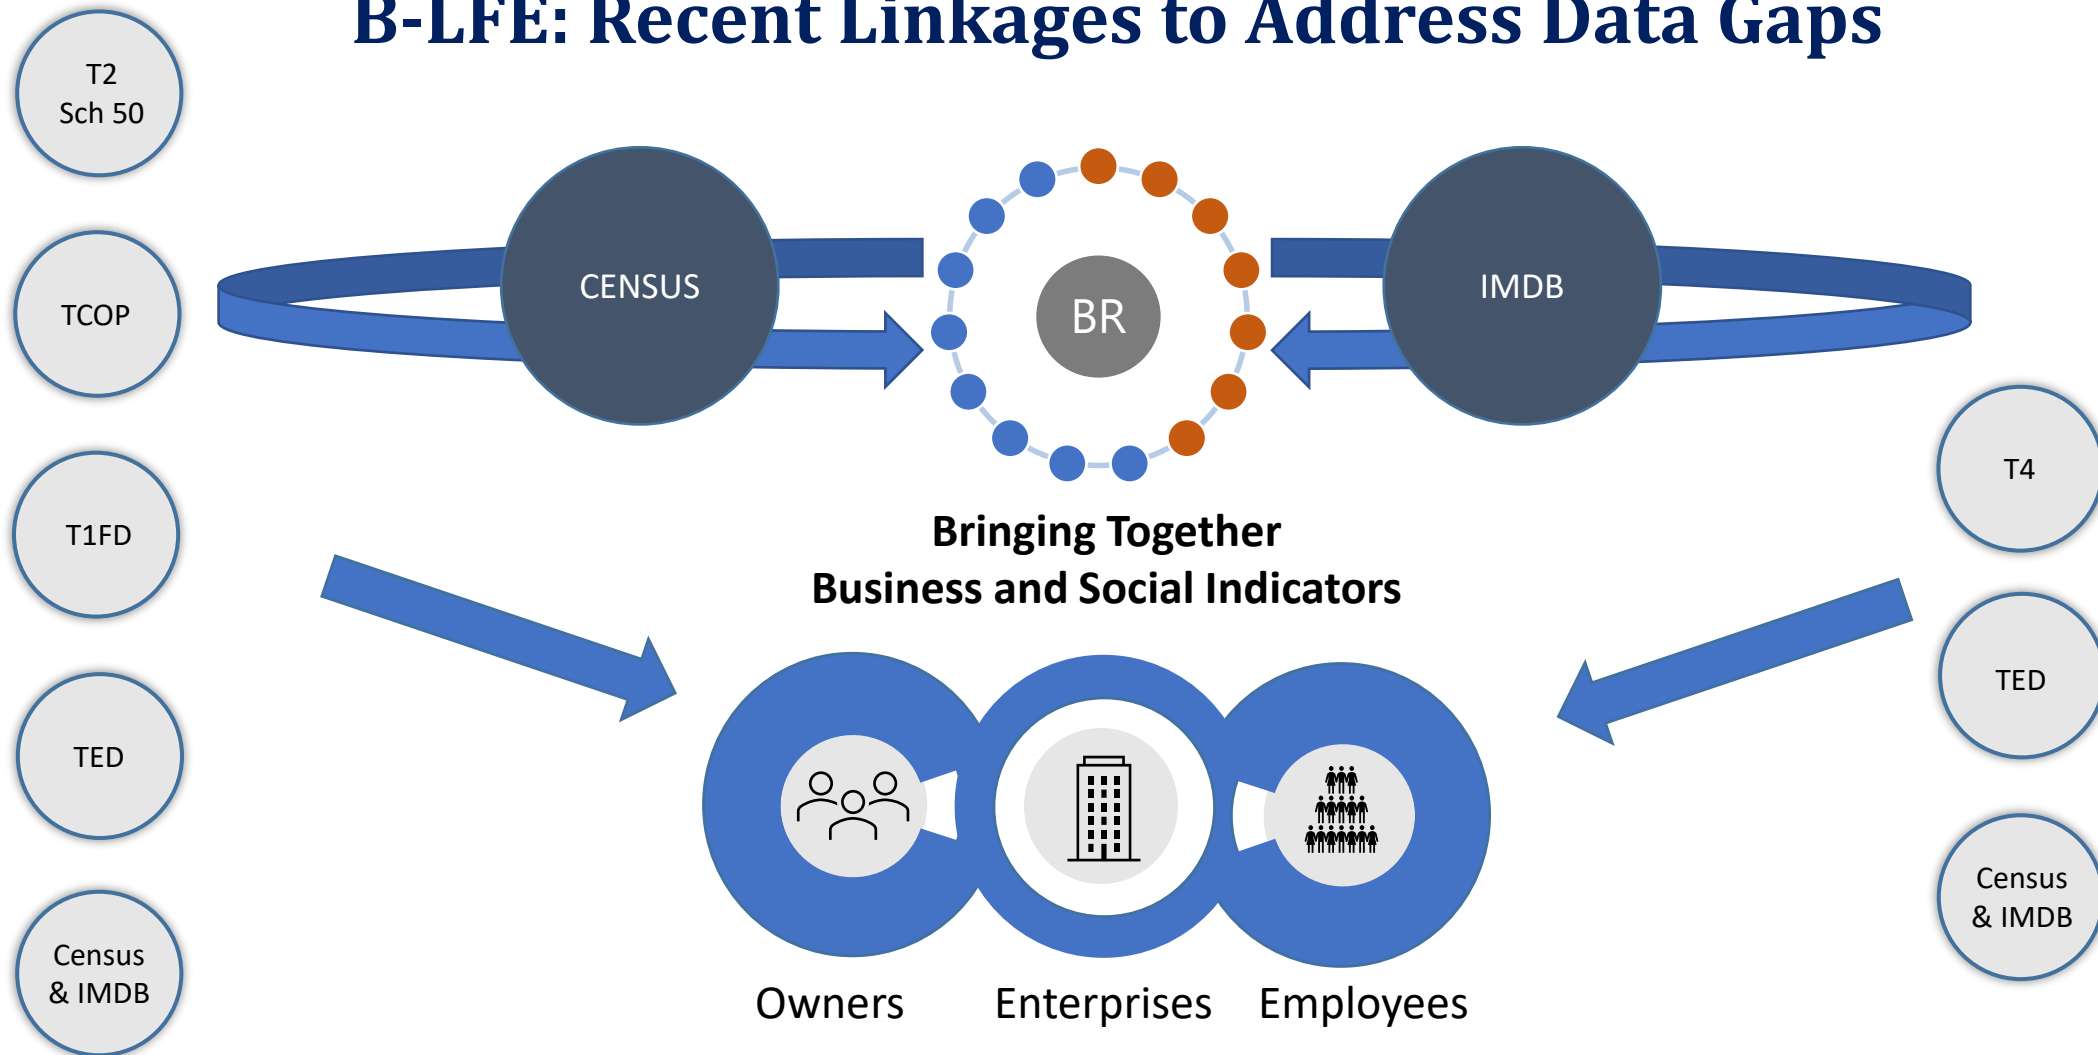 B-LFE: Recent Linkages to Address Data Gaps
T2
Sch 50
TCOP
T1FD
TED
Census
& IMDB
CENSUS
BR
IMDB
Bringing Together
Business and Social Indicators
Owners
Enterprises
Employees
T4
TED
Census
& IMDB